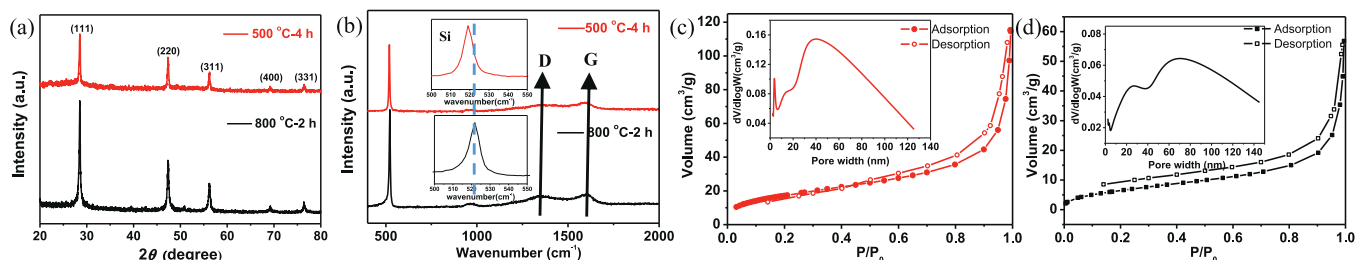 (a)
Intensity (a.u.)
(111)
500 °C-4 h
(220)
(311)
(400)
(331)
800 °C-2 h
20 30 40 50 60 70 80
2θ (degree)
(b)
Intensity (a.u.)
Si
500 510 520 530 540 550
wavenumber(cm⁻¹)
500 °C-4 h
D
G
500 510 520 530 540 550
wavenumber(cm⁻¹)
800 °C-2 h
500 1000 1500 2000
Wavenumber (cm⁻¹)
(c)
Volume (cm³/g)
120
100
80
60
40
20
0
dV/dlogW(cm³/g)
0.16
0.12
0.08
0.04
0 20 40 60 80 100 120 140
Pore width (nm)
Adsorption
Desorption
0.0 0.2 0.4 0.6 0.8 1.0
P/P₀
(d)
Volume (cm³/g)
60
50
40
30
20
10
0
dV/dlogW(cm³/g)
0.08
0.06
0.04
0.02
0.00
0 20 40 60 80 100 120 140
Pore width (nm)
Adsorption
Desorption
0.0 0.2 0.4 0.6 0.8 1.0
P/P₀